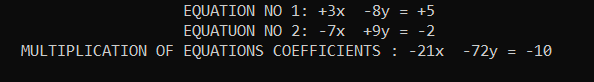 EQUATION NO 1: +3x -8y = +5
EQUATUON NO 2: -7x +9y = -2
MULTIPLICATION OF EQUATIONS COEFFICIENTS : -21x -72y = -10